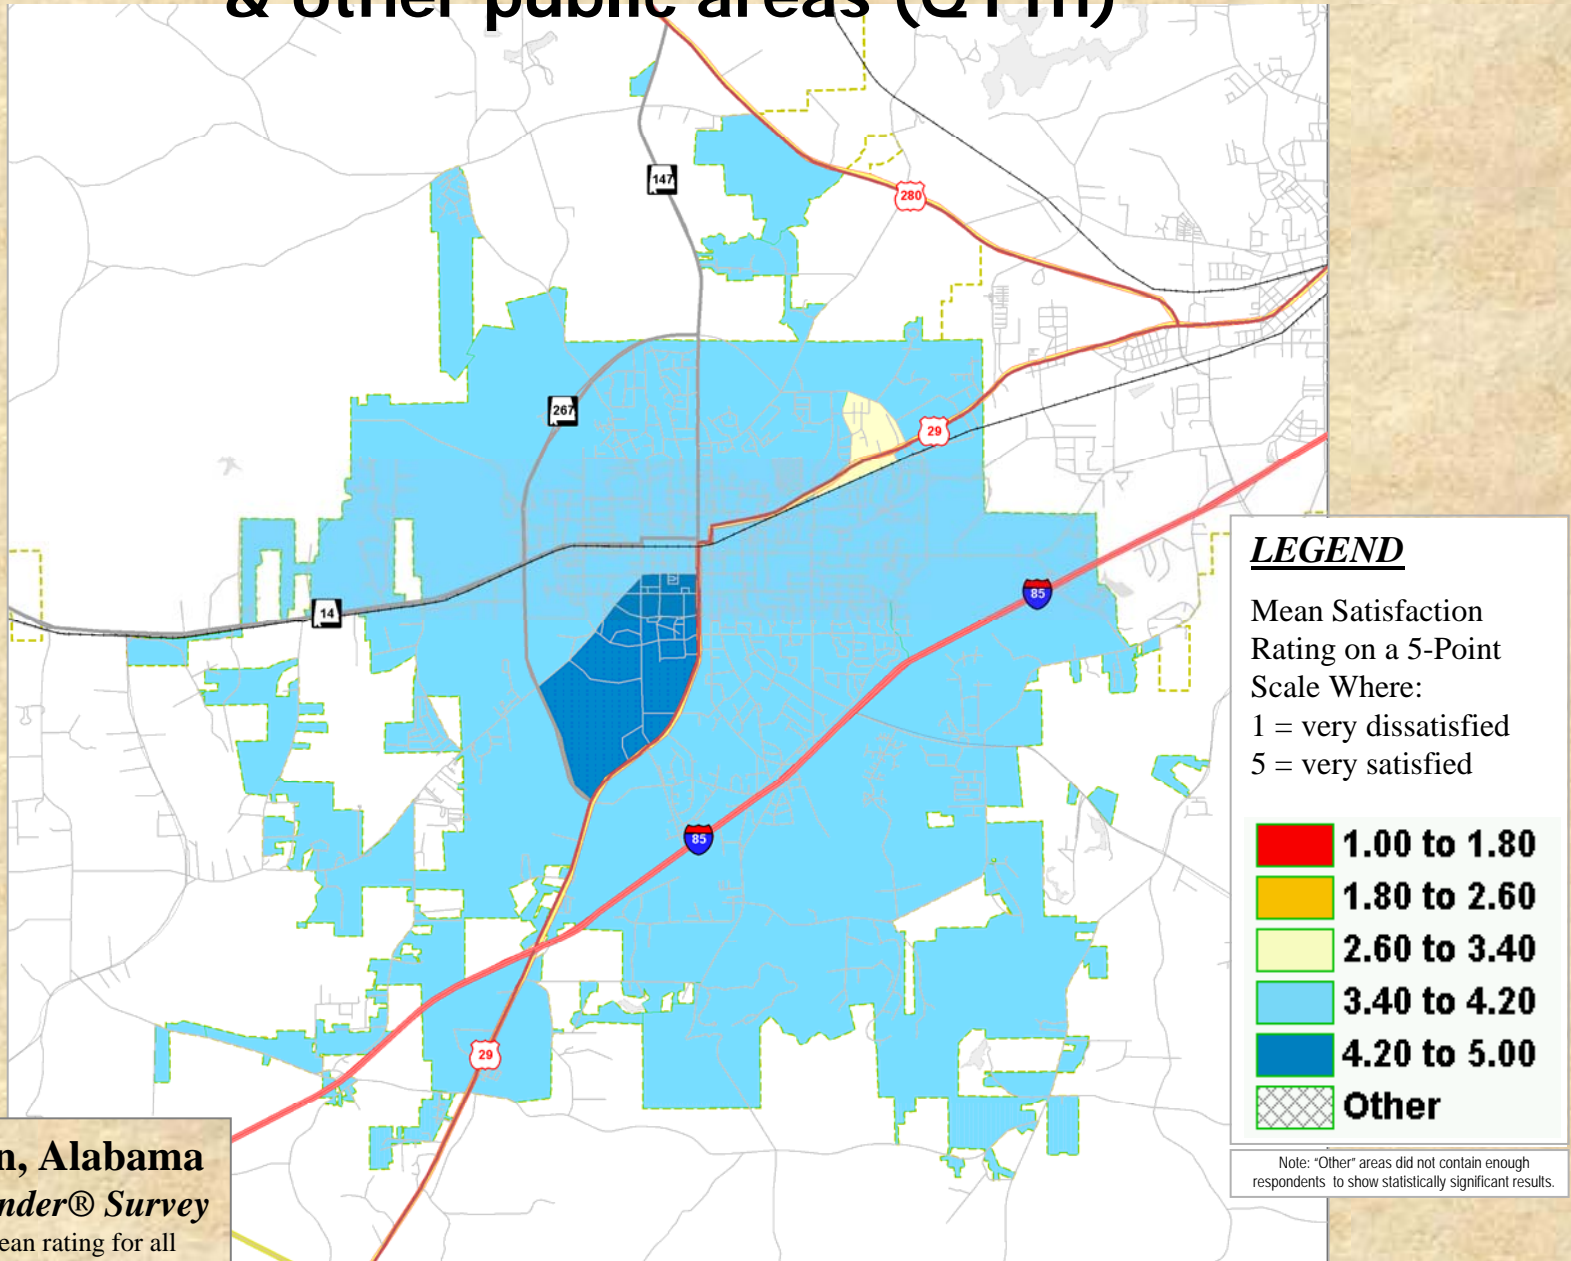 & other public areas (Q11h)
147
280
267
29
85
14
85
29
LEGEND
Mean Satisfaction
Rating on a 5-Point
Scale Where:
1 = very dissatisfied
5 = very satisfied
1.00 to 1.80
1.80 to 2.60
2.60 to 3.40
3.40 to 4.20
4.20 to 5.00
Other
Note: "Other" areas did not contain enough
respondents to show statistically significant results.
n, Alabama
nder® Survey
ean rating for all